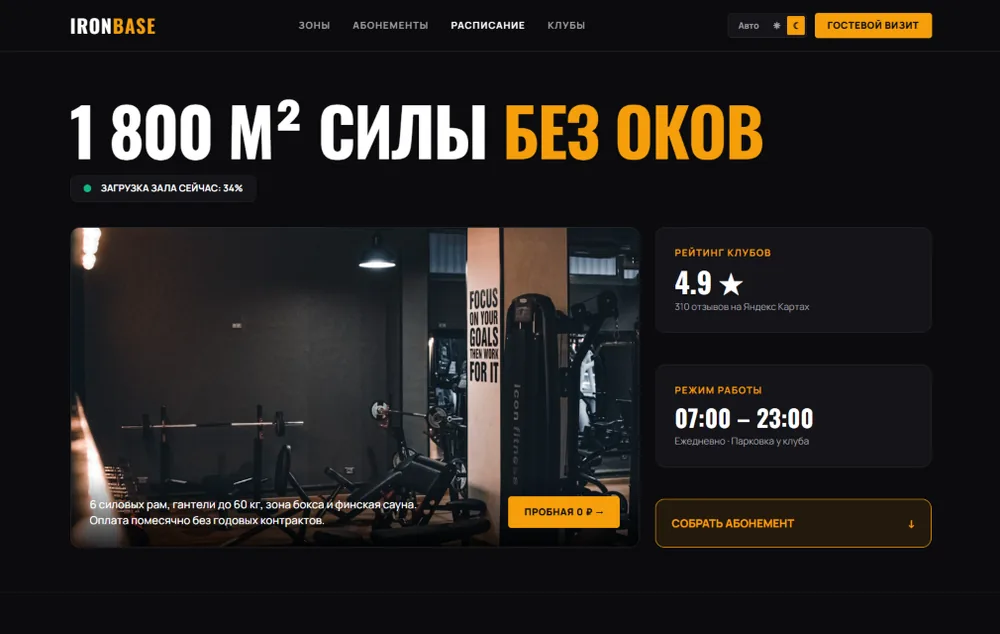 IRONBASE
ЗОНЫ
АБОНЕМЕНТЫ
РАСПИСАНИЕ
КЛУБЫ
Авто
ГОСТЕВОЙ ВИЗИТ
1 800 М² СИЛЫ БЕЗ ОКОВ
ЗАГРУЗКА ЗАЛА СЕЙЧАС: 34%
FOCUS
ON YOUR
GOALS
THEN WORK
FOR IT
icon fitness
6 силовых рам, гантели до 60 кг, зона бокса и финская сауна.
Оплата помесячно без годовых контрактов.
ПРОБНАЯ 0 ₽ →
РЕЙТИНГ КЛУБОВ
4.9 ★
310 отзывов на Яндекс Картах
РЕЖИМ РАБОТЫ
07:00 – 23:00
Ежедневно · Парковка у клуба
СОБРАТЬ АБОНЕМЕНТ ↓